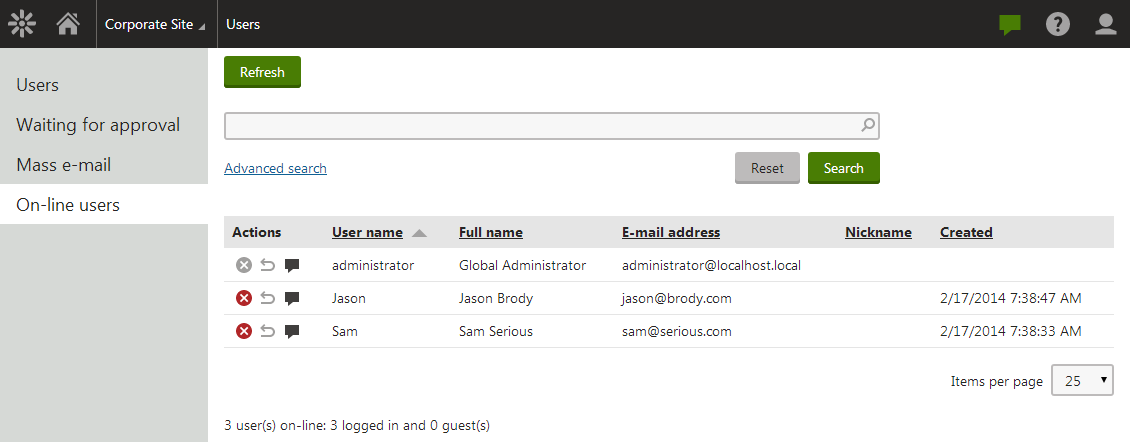 Corporate Site Users
Users
Waiting for approval
Mass e-mail
On-line users
Refresh
Advanced search Reset Search
Actions User name Full name E-mail address Nickname Created
administrator Global Administrator administrator@localhost.local
Jason Jason Brody jason@brody.com 2/17/2014 7:38:47 AM
Sam Sam Serious sam@serious.com 2/17/2014 7:38:33 AM
Items per page 25
3 user(s) on-line: 3 logged in and 0 guest(s)